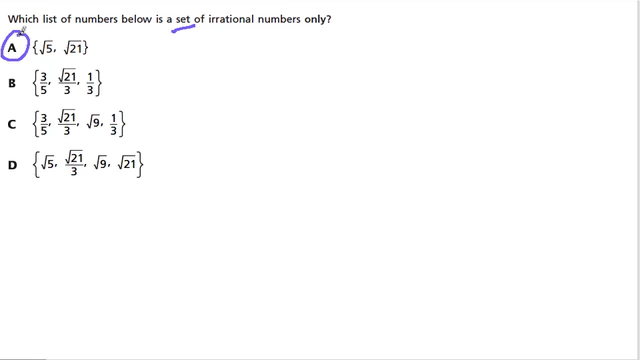 Which list of numbers below is a set of irrational numbers only?
A {√5, √21}
B {3/5, √21/3, 1/3}
C {3/5, √21/3, √9, 1/3}
D {√5, √21/3, √9, √21}